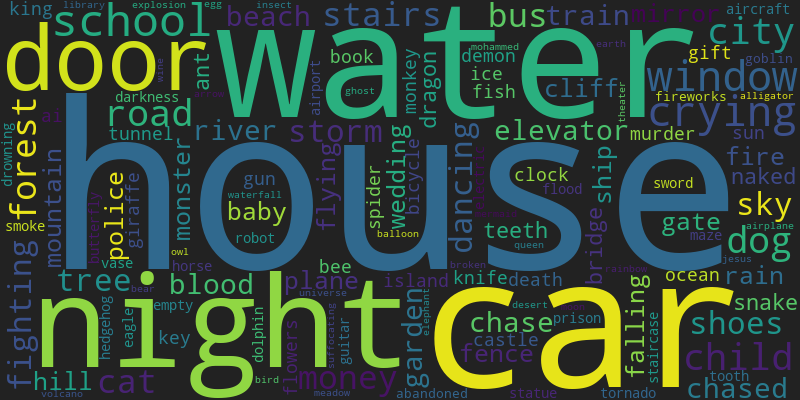 king
library
explosion
egg
insect
school
beach
stairs
bus
train
mirror
aircraft
city
door
water
book
mohammed
earth
gift
goblin
wine
ant
airport
monkey
dragon
demon
ice
fish
cliff
window
darkness
ghost
fireworks
alligator
theater
road
crying
ai
tunnel
river
storm
elevator
murder
sun
drowning
forest
mountain
house
monster
gun
flying
spider
wedding
bicycle
dancing
clock
flood
ship
sword
fire
naked
butterfly
police
giraffe
waterfall
baby
balloon
teeth
bridge
gate
sky
airplane
smoke
robot
queen
maze
dog
owl
vase
horse
bee
broken
rainbow
jesus
fighting
tree
bear
blood
plane
island
knife
death
ocean
rain
night
car
universe
elephant
desert
snake
hedgehog
empty
eagle
key
dolphin
flowers
suffocating
guitar
garden
chase
prison
castle
fence
falling
staircase
shoes
child
hill
cat
bird
money
tooth
volcano
meadow
abandoned
statue
tornado
chased